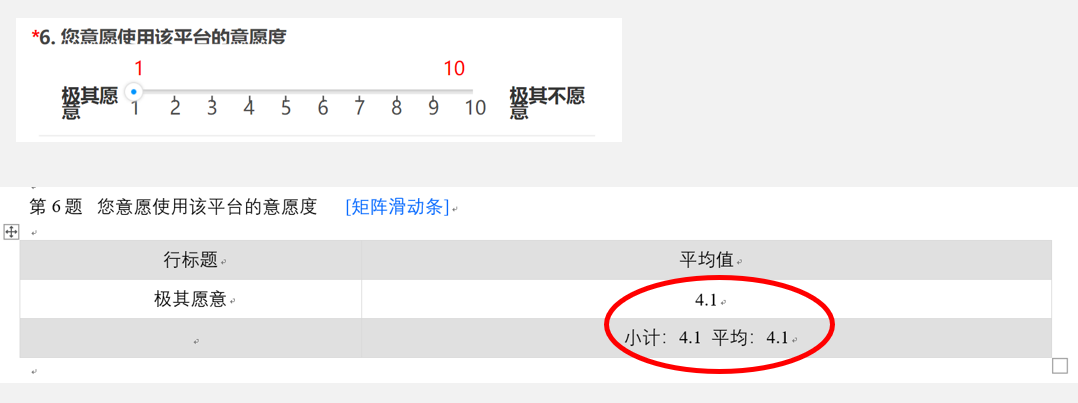 *6. 您意愿使用该平台的意愿度
1 10
极其愿意 极其不愿意
1 2 3 4 5 6 7 8 9 10
第 6 题 您意愿使用该平台的意愿度 [矩阵滑动条]
行标题 平均值
极其愿意 4.1
小计：4.1 平均：4.1